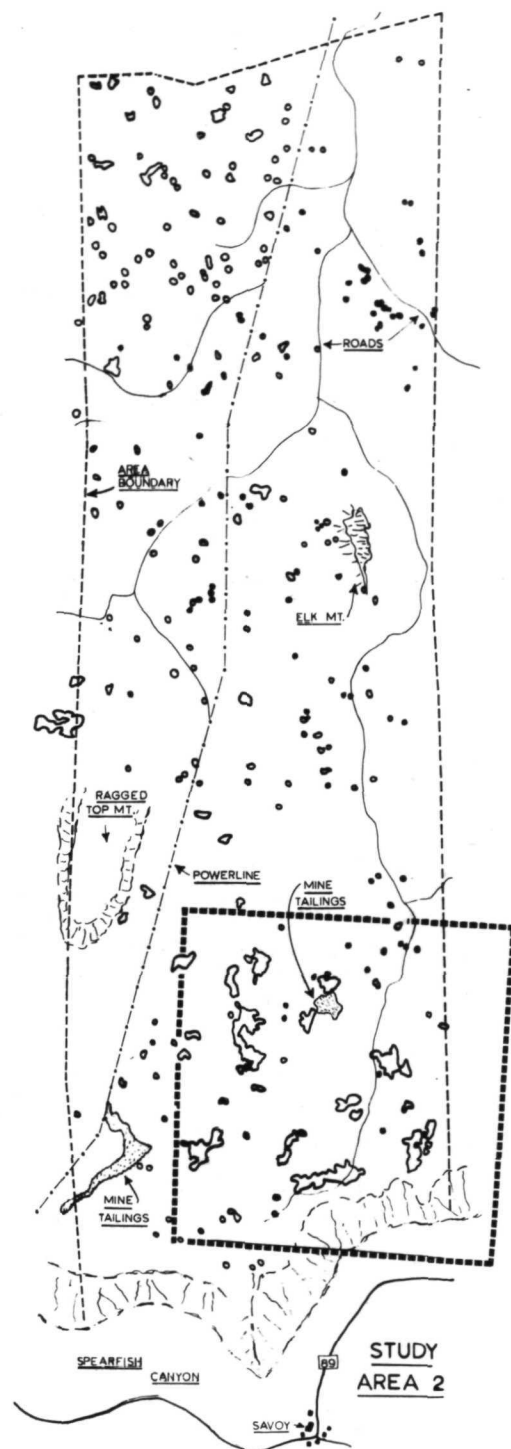 ROADS
AREA
BOUNDARY
ELK MT.
RAGGED
TOP MT.
POWERLINE
MINE
TAILINGS
MINE
TAILINGS
SPEARFISH
CANYON
89
STUDY
AREA 2
SAVOY